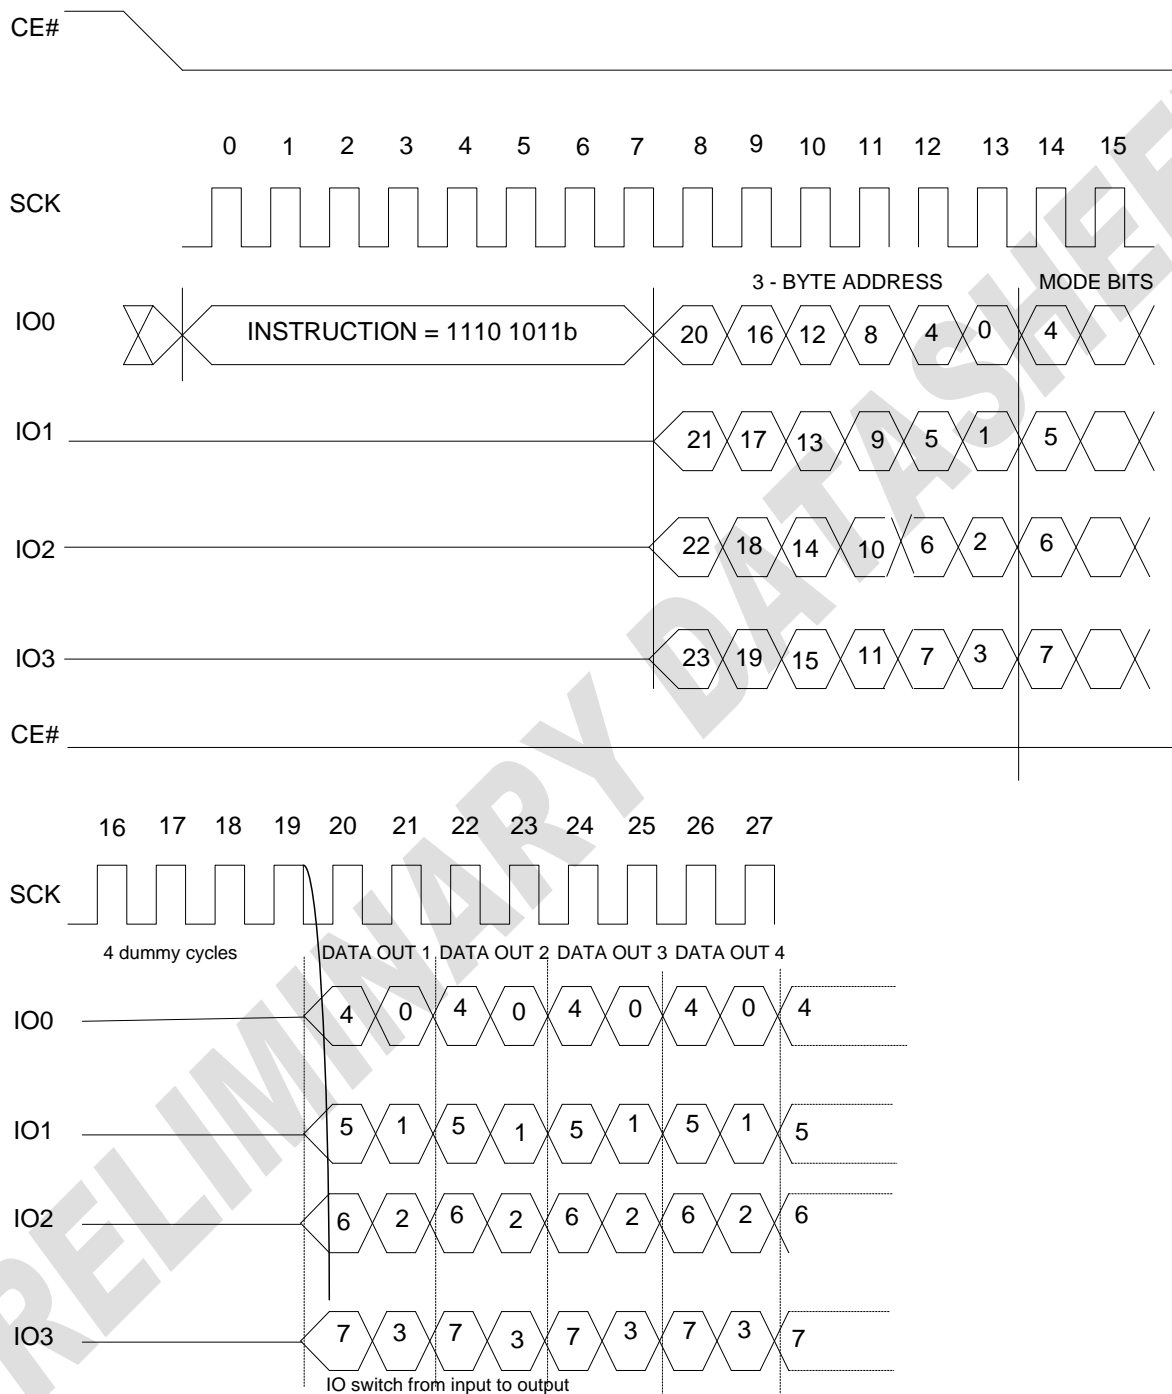 CE#
0 1 2 3 4 5 6 7 8 9 10 11 12 13 14 15
SCK
3 - BYTE ADDRESS MODE BITS
IO0 INSTRUCTION = 1110 1011b 20 16 12 8 4 0 4
IO1 21 17 13 9 5 1 5
IO2 22 18 14 10 6 2 6
IO3 23 19 15 11 7 3 7
CE#
16 17 18 19 20 21 22 23 24 25 26 27
SCK
4 dummy cycles DATA OUT 1 DATA OUT 2 DATA OUT 3 DATA OUT 4
IO0 4 0 4 0 4 0 4 0 4
IO1 5 1 5 1 5 1 5 1 5
IO2 6 2 6 2 6 2 6 2 6
IO3 7 3 7 3 7 3 7 3 7
IO switch from input to output
RELIMINARY DATASHEE